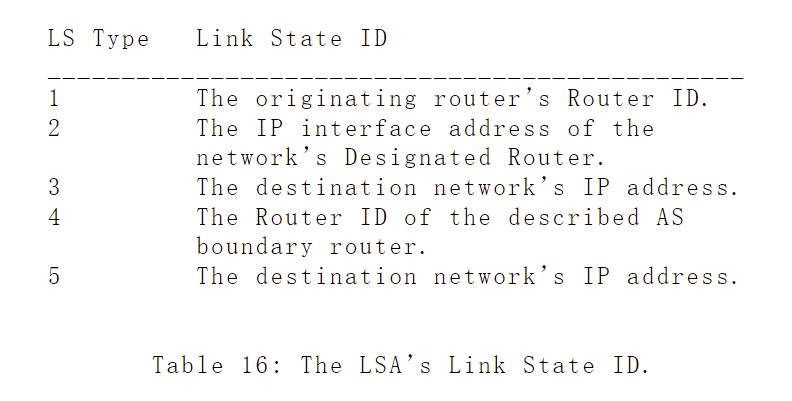 LS Type   Link State ID
_______________________________________________
1         The originating router's Router ID.
2         The IP interface address of the
          network's Designated Router.
3         The destination network's IP address.
4         The Router ID of the described AS
          boundary router.
5         The destination network's IP address.
Table 16: The LSA's Link State ID.